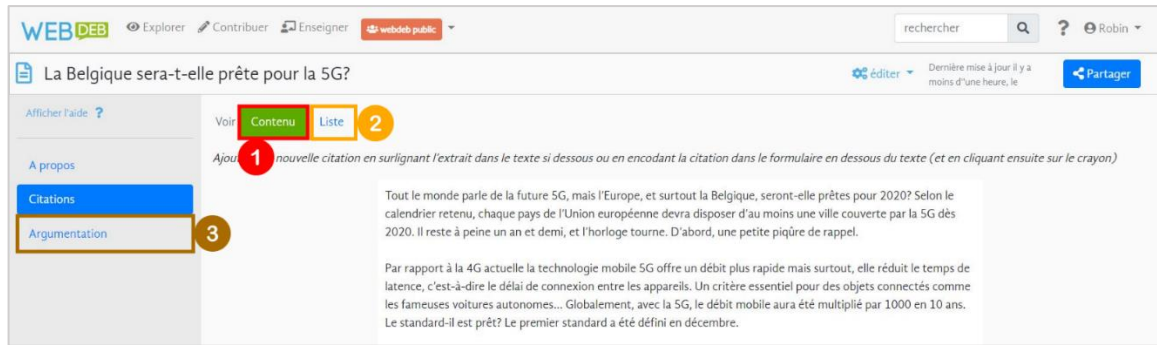 WEBDEB Explorer Contribuer Enseigner webdeb public rechercher ? Robin
La Belgique sera-t-elle prête pour la 5G? éditer Dernière mise à jour il y a moins d"une heure, le Partager
Afficher l'aide ?
Voir Contenu Liste 2
1 Ajou nouvelle citation en surlignant l'extrait dans le texte si dessous ou en encodant la citation dans le formulaire en dessous du texte (et en cliquant ensuite sur le crayon)
A propos
Citations
Argumentation 3
Tout le monde parle de la future 5G, mais l'Europe, et surtout la Belgique, seront-elle prêtes pour 2020? Selon le
calendrier retenu, chaque pays de l'Union européenne devra disposer d'au moins une ville couverte par la 5G dès
2020. Il reste à peine un an et demi, et l'horloge tourne. D'abord, une petite piqûre de rappel.
Par rapport à la 4G actuelle la technologie mobile 5G offre un débit plus rapide mais surtout, elle réduit le temps de
latence, c'est-à-dire le délai de connexion entre les appareils. Un critère essentiel pour des objets connectés comme
les fameuses voitures autonomes... Globalement, avec la 5G, le débit mobile aura été multiplié par 1000 en 10 ans.
Le standard-il est prêt? Le premier standard a été défini en décembre.